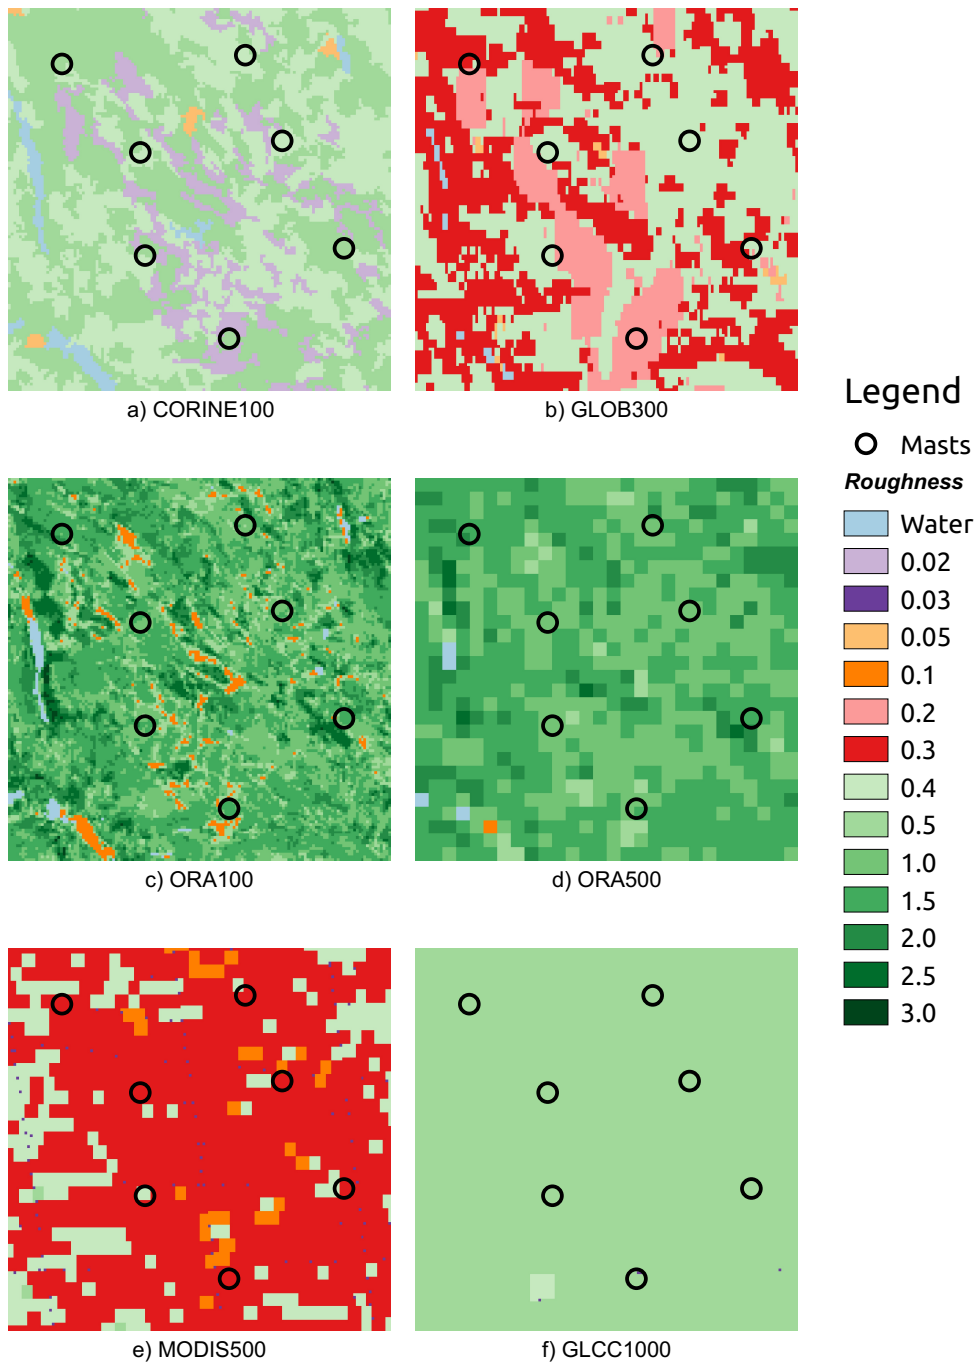 a) CORINE100
b) GLOB300
c) ORA100
d) ORA500
e) MODIS500
f) GLCC1000
Legend
Masts
Roughness
Water
0.02
0.03
0.05
0.1
0.2
0.3
0.4
0.5
1.0
1.5
2.0
2.5
3.0